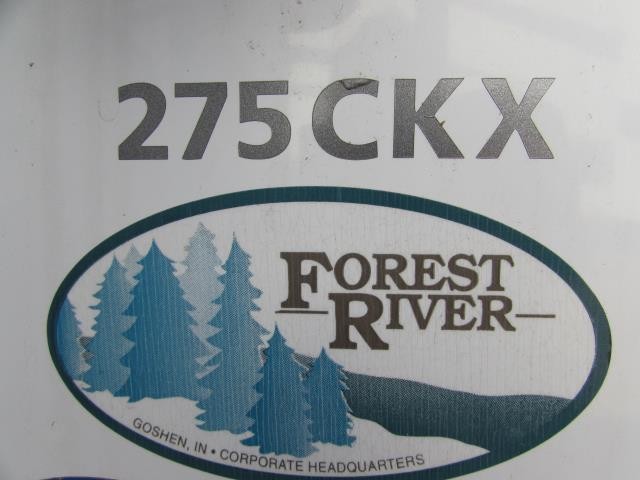 275CKX
FOREST
RIVER
GOSHEN, IN • CORPORATE HEADQUARTERS